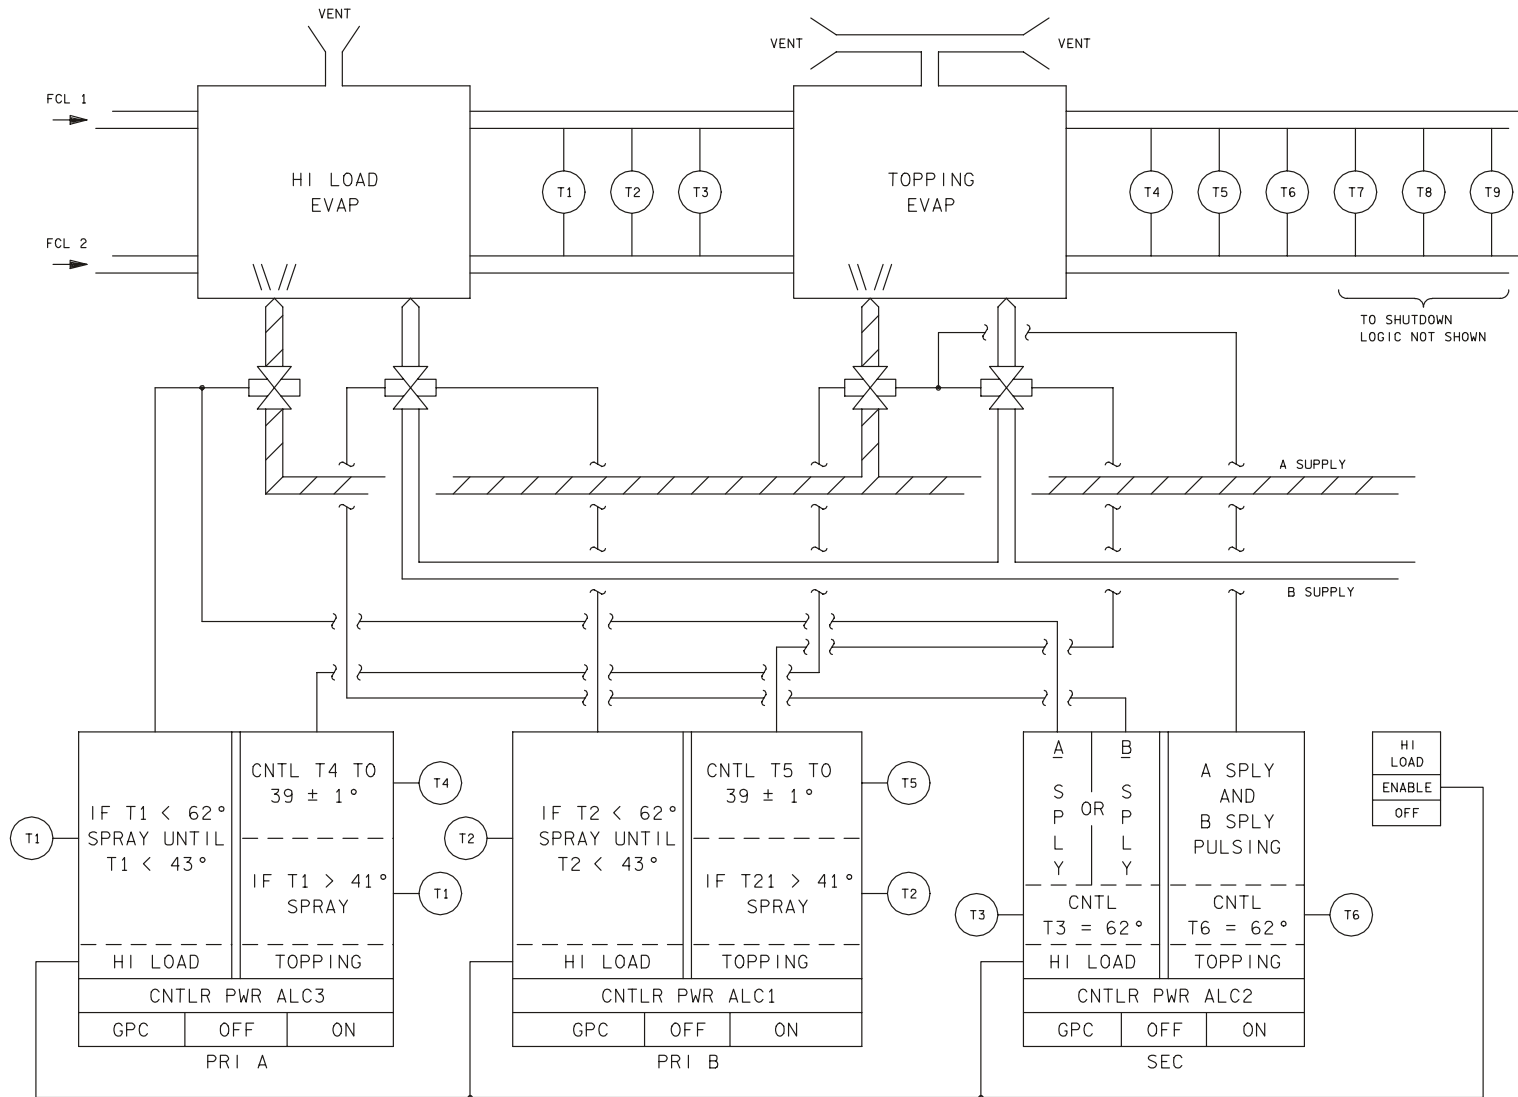 VENT
VENT
VENT
FCL 1
FCL 2
HI LOAD
EVAP
T1
T2
T3
TOPPING
EVAP
T4
T5
T6
T7
T8
T9
TO SHUTDOWN
LOGIC NOT SHOWN
A SUPPLY
B SUPPLY
T1
IF T1 < 62°
SPRAY UNTIL
T1 < 43°
CNTL T4 TO
39 ± 1°
T4
IF T1 > 41°
SPRAY
T1
HI LOAD
TOPPING
CNTLR PWR ALC3
GPC
OFF
ON
PRI A
T2
IF T2 < 62°
SPRAY UNTIL
T2 < 43°
CNTL T5 TO
39 ± 1°
T5
IF T21 > 41°
SPRAY
T2
HI LOAD
TOPPING
CNTLR PWR ALC1
GPC
OFF
ON
PRI B
T3
A SPLY
OR
B SPLY
CNTL
T3 = 62°
A SPLY
AND
B SPLY
PULSING
CNTL
T6 = 62°
T6
HI LOAD
TOPPING
CNTLR PWR ALC2
GPC
OFF
ON
SEC
HI
LOAD
ENABLE
OFF